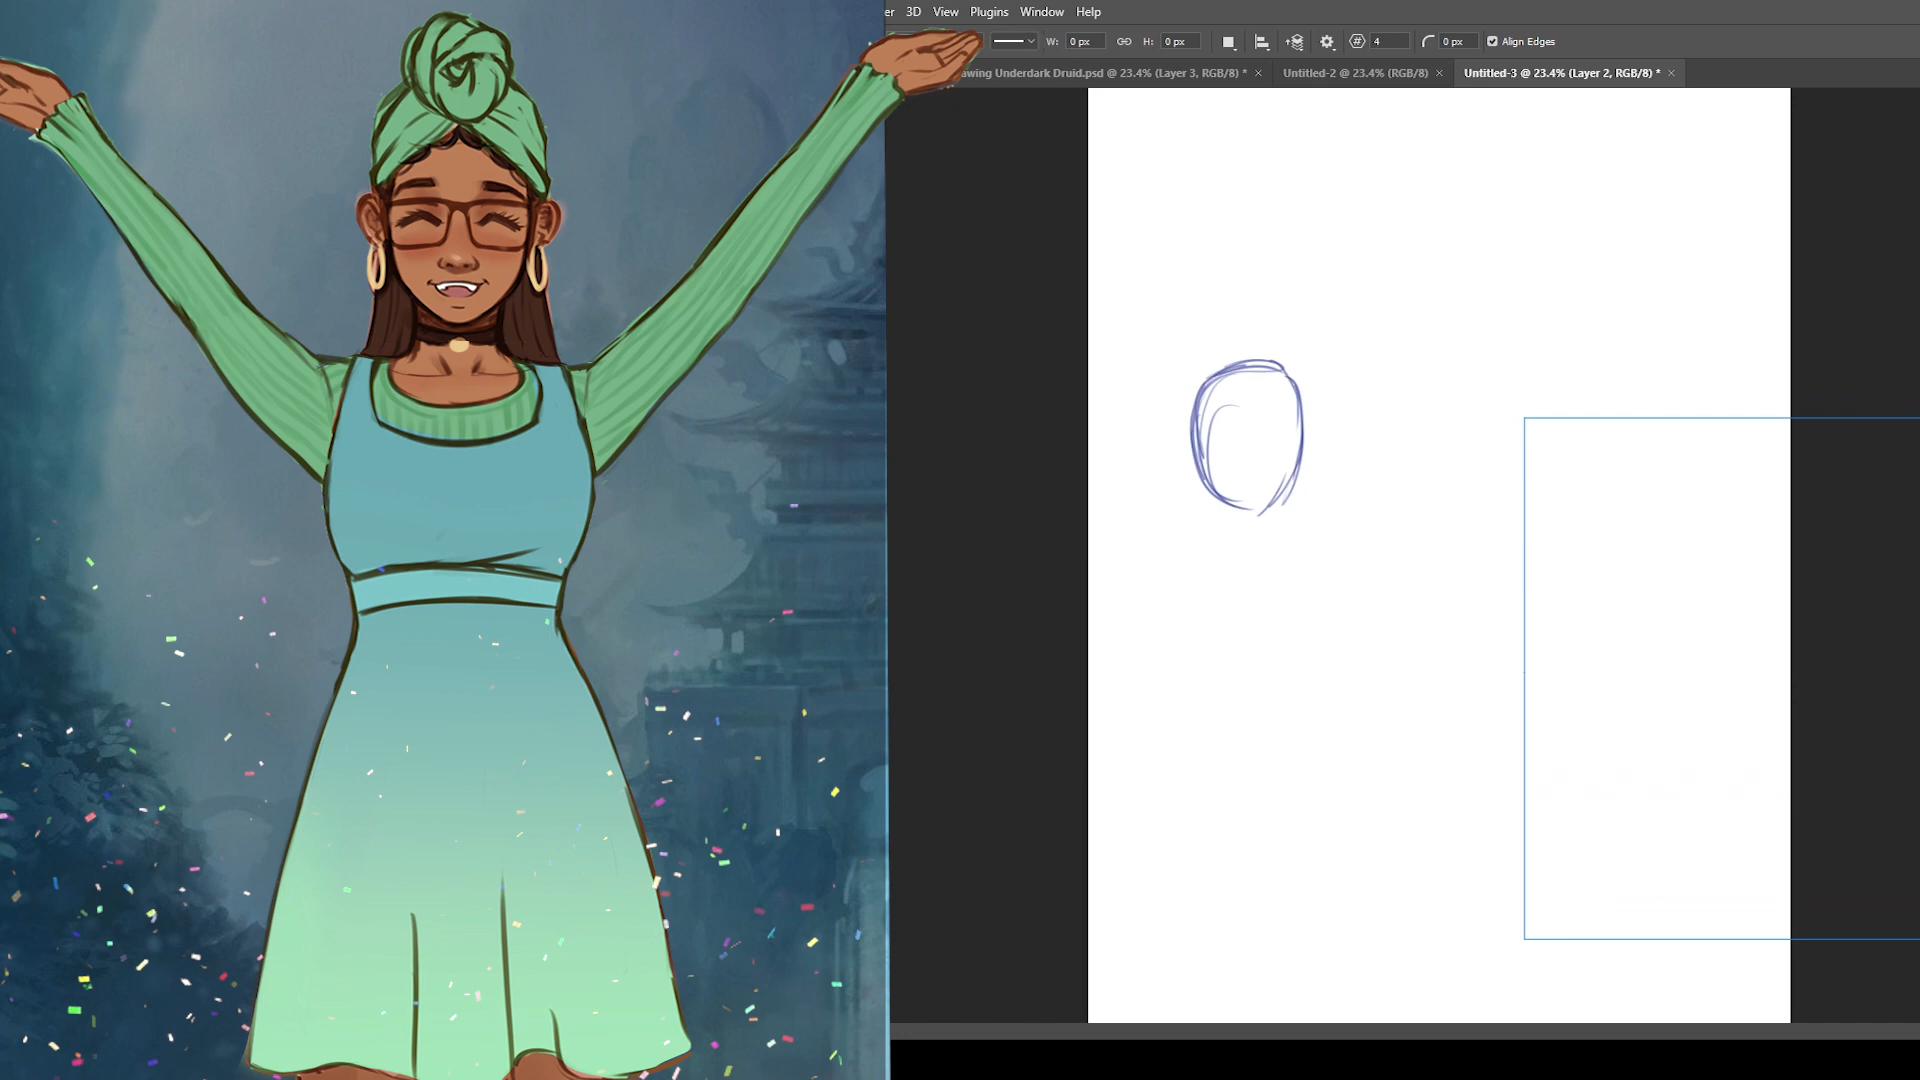 er 3D View Plugins Window Help
W: 0 px H: 0 px 4 0 px Align Edges
awing Underdark Druid.psd @ 23.4% (Layer 3, RGB/8) * × Untitled-2 @ 23.4% (RGB/8) × Untitled-3 @ 23.4% (Layer 2, RGB/8) * ×